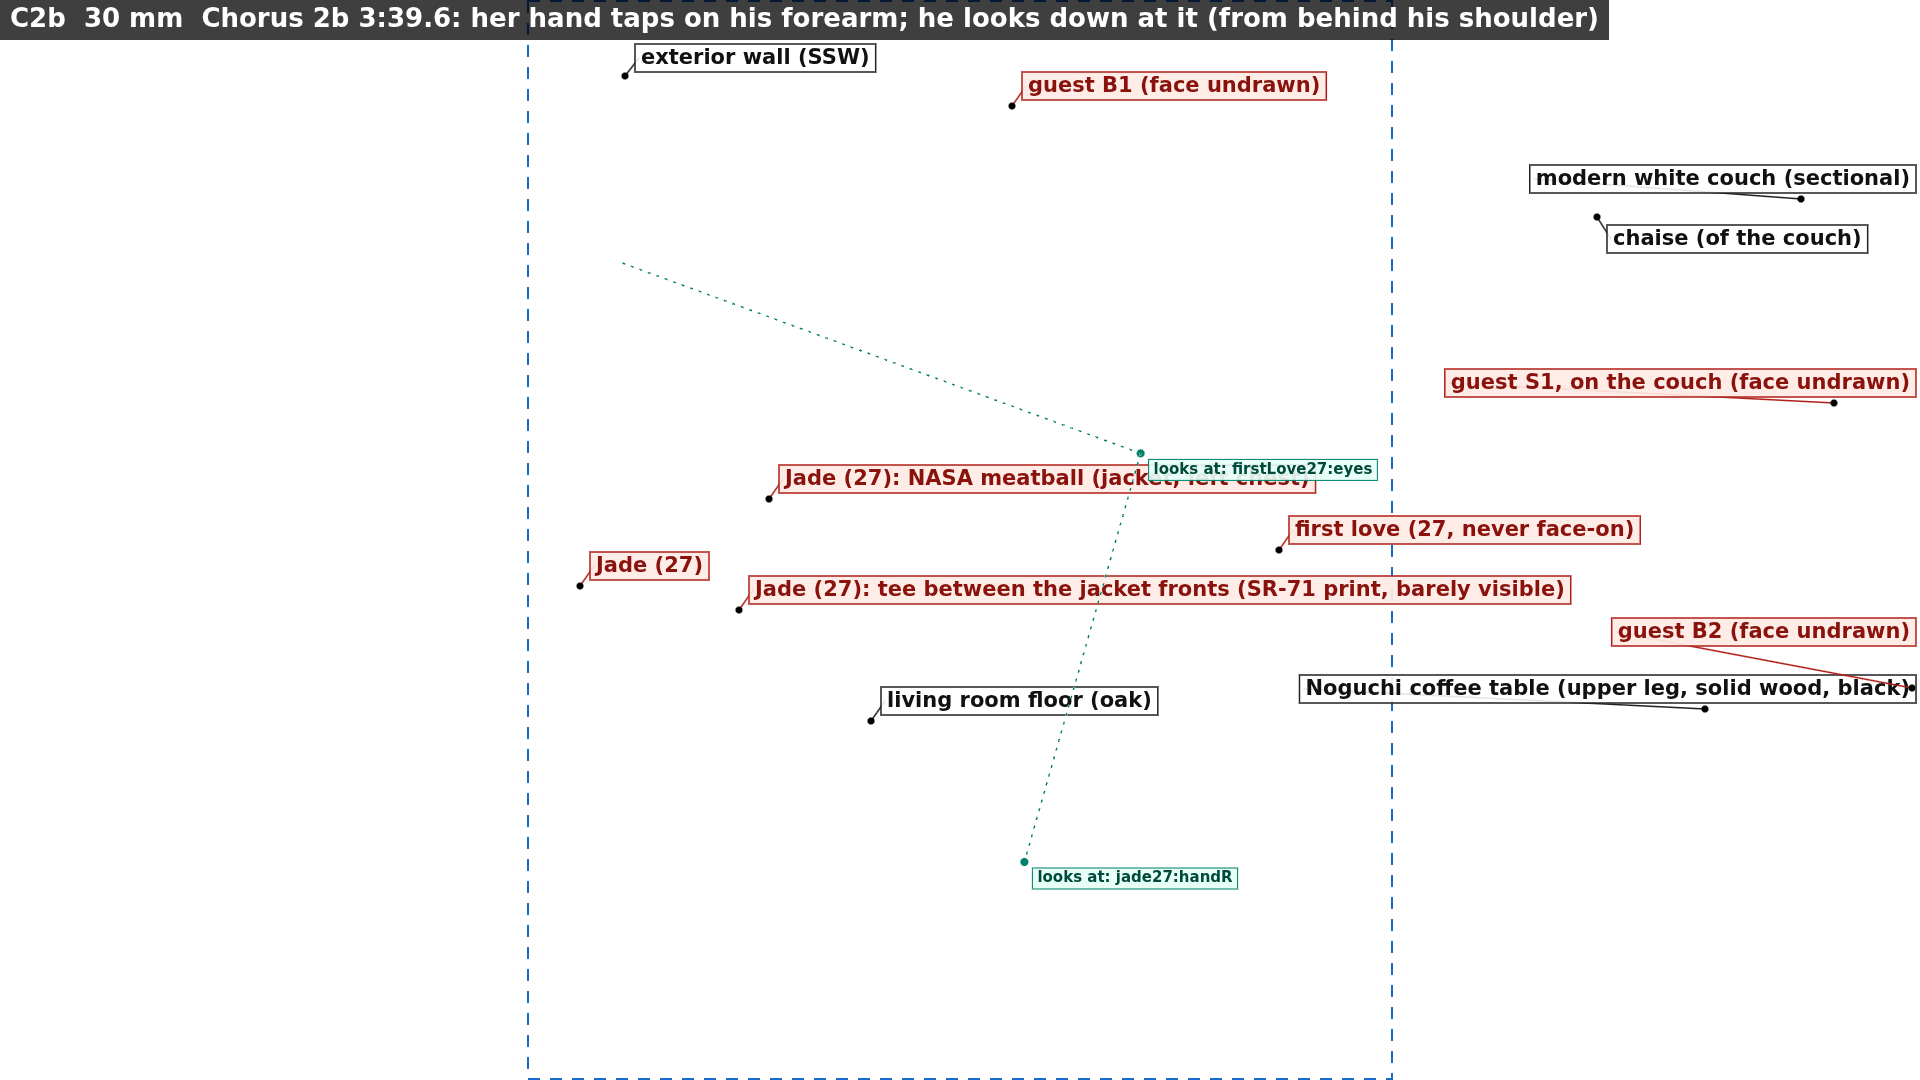 C2b  30 mm  Chorus 2b 3:39.6: her hand taps on his forearm; he looks down at it (from behind his shoulder)
exterior wall (SSW)
guest B1 (face undrawn)
modern white couch (sectional)
chaise (of the couch)
guest S1, on the couch (face undrawn)
looks at: firstLove27:eyes
Jade (27): NASA meatball (jacket, left chest)
first love (27, never face-on)
Jade (27)
Jade (27): tee between the jacket fronts (SR-71 print, barely visible)
guest B2 (face undrawn)
Noguchi coffee table (upper leg, solid wood, black)
living room floor (oak)
looks at: jade27:handR